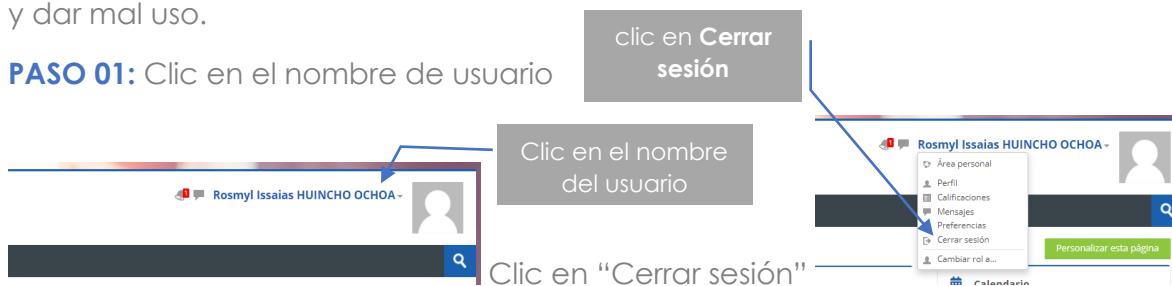 y dar mal uso.
clic en Cerrar
sesión
PASO 01: Clic en el nombre de usuario
Clic en el nombre
del usuario
1
Rosmyl Issaias HUINCHO OCHOA
1
Rosmyl Issaias HUINCHO OCHOA
Área personal
Perfil
Calificaciones
Mensajes
Preferencias
Cerrar sesión
Cambiar rol a...
Personalizar esta página
Calendario
Clic en “Cerrar sesión”